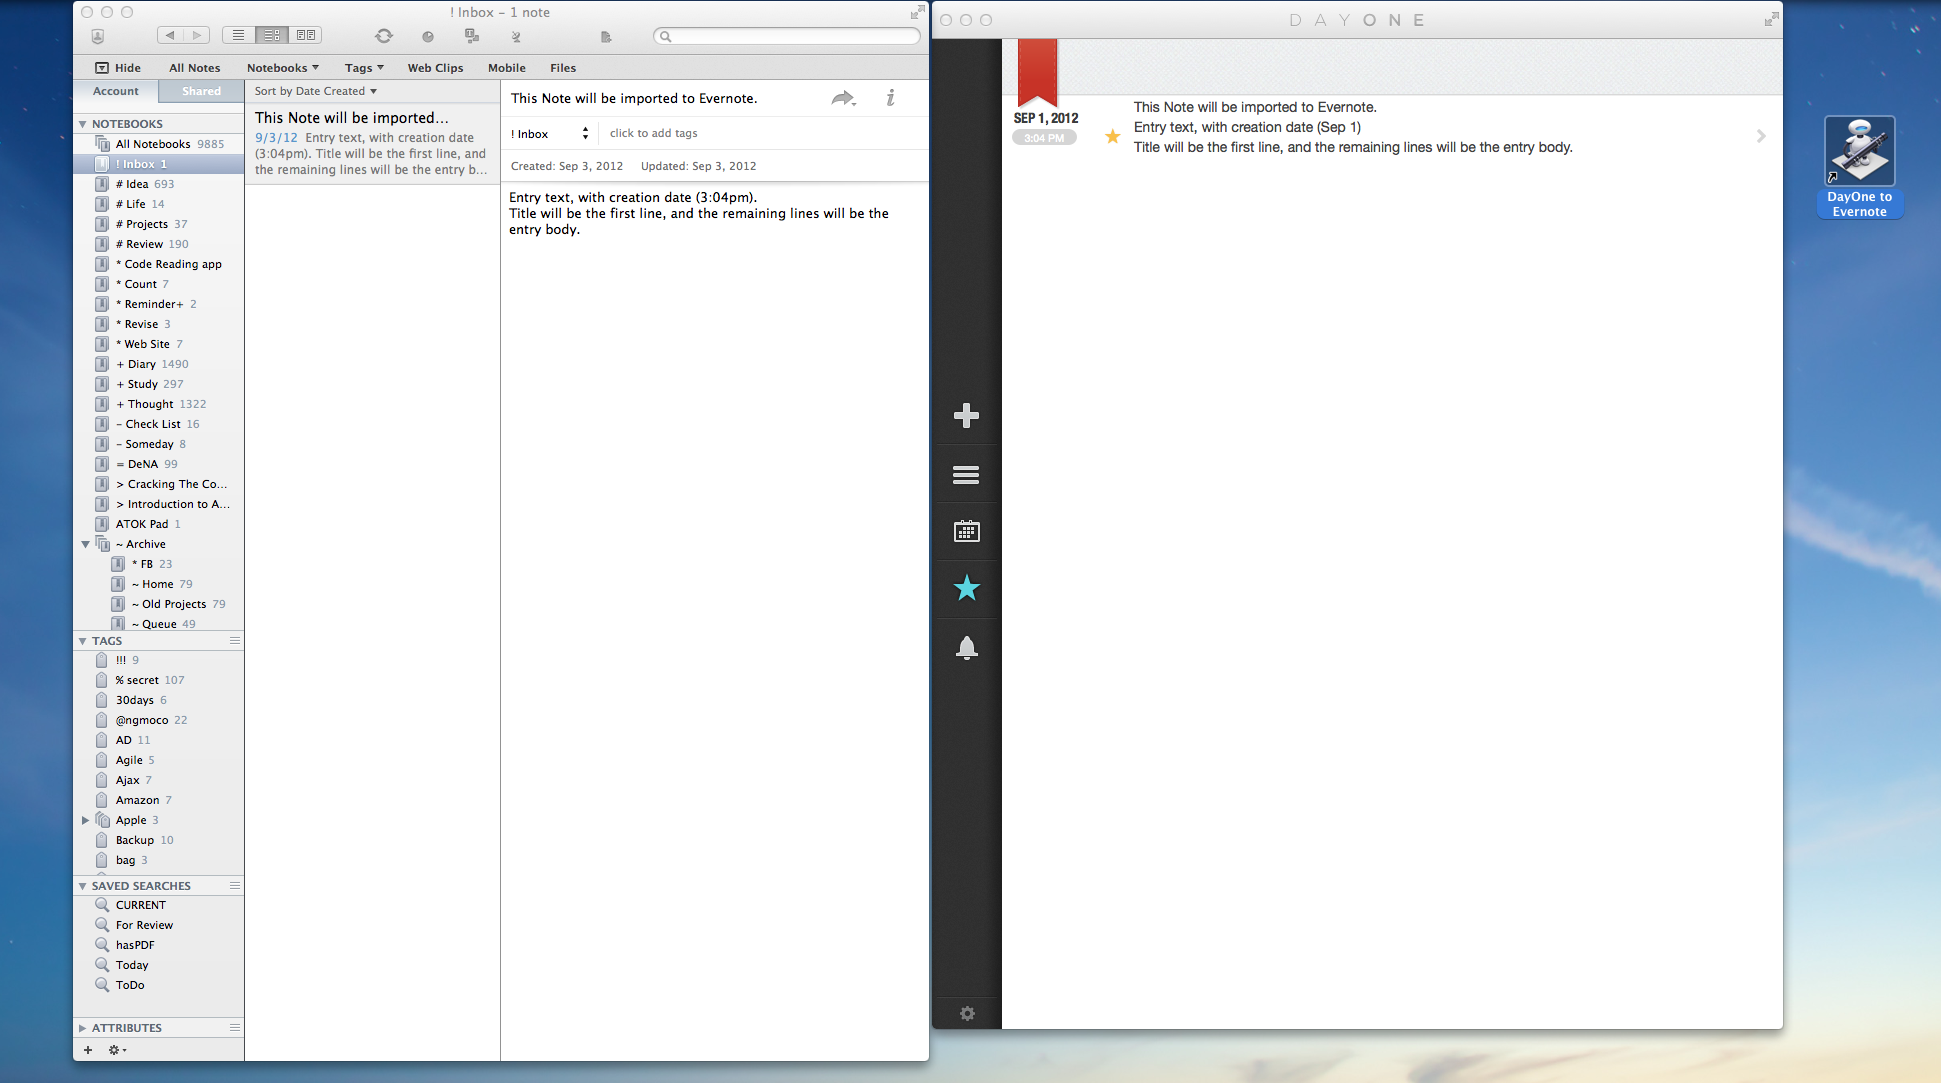 ! Inbox – 1 note
Hide
All Notes
Notebooks
Tags
Web Clips
Mobile
Files
Account
Shared
NOTEBOOKS
All Notebooks 9885
! Inbox 1
# Idea 693
# Life 14
# Projects 37
# Review 190
* Code Reading app
* Count 7
* Reminder+ 2
* Revise 3
* Web Site 7
+ Diary 1490
+ Study 297
+ Thought 1322
– Check List 16
– Someday 8
= DeNA 99
> Cracking The Co...
> Introduction to A...
ATOK Pad 1
~ Archive
* FB 23
~ Home 79
~ Old Projects 79
~ Queue 49
TAGS
!!! 9
% secret 107
30days 6
@ngmoco 22
AD 11
Agile 5
Ajax 7
Amazon 7
Apple 3
Backup 10
bag 3
SAVED SEARCHES
CURRENT
For Review
hasPDF
Today
ToDo
ATTRIBUTES
Sort by Date Created
This Note will be imported...
9/3/12 Entry text, with creation date
(3:04pm). Title will be the first line, and
the remaining lines will be the entry b...
This Note will be imported to Evernote.
! Inbox
click to add tags
Created: Sep 3, 2012 Updated: Sep 3, 2012
Entry text, with creation date (3:04pm).
Title will be the first line, and the remaining lines will be the
entry body.
DAYONE
SEP 1, 2012
3:04 PM
This Note will be imported to Evernote.
Entry text, with creation date (Sep 1)
Title will be the first line, and the remaining lines will be the entry body.
DayOne to
Evernote